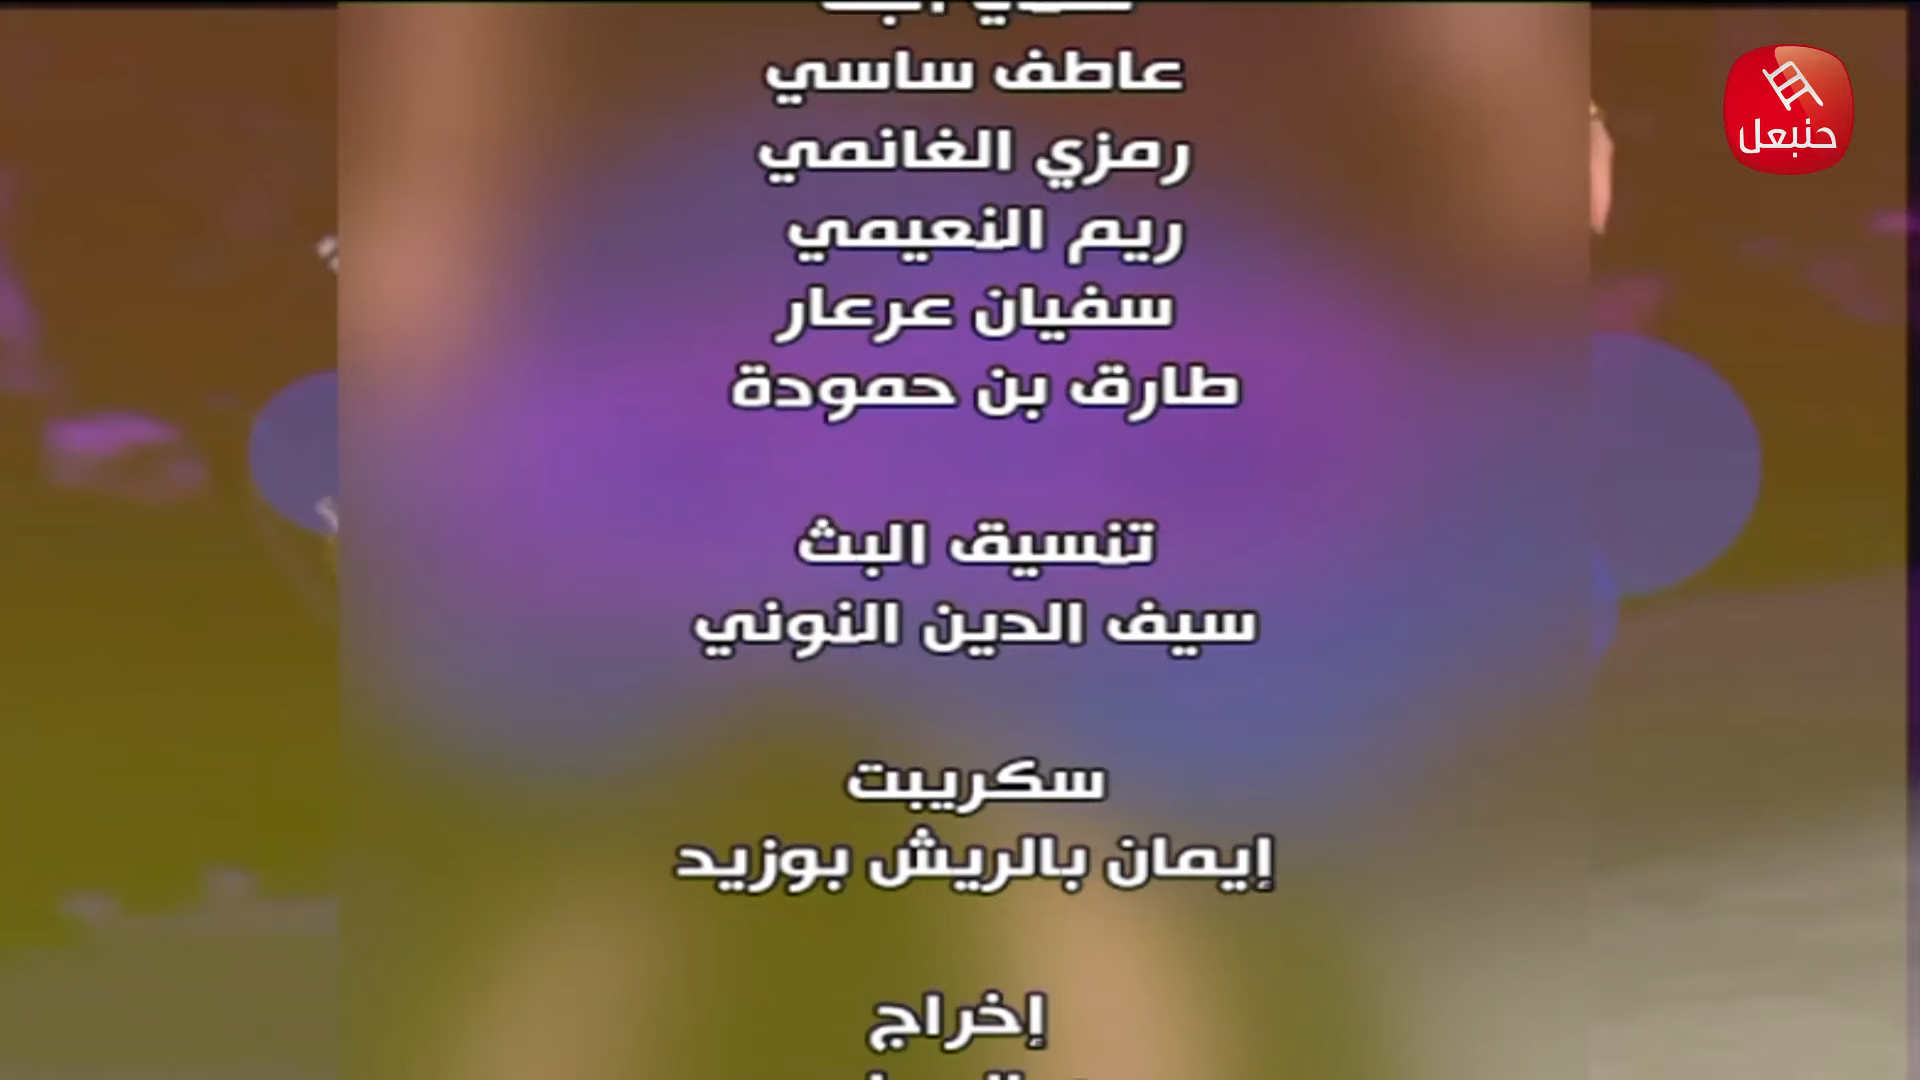 عاطف ساسي
رمزي الغانمي
ريم النعيمي
سفيان عرعار
طارق بن حمودة
تنسيق البث
سيف الدين النوني
سكريبت
إيمان بالريش بوزيد
إخراج
حنبعل